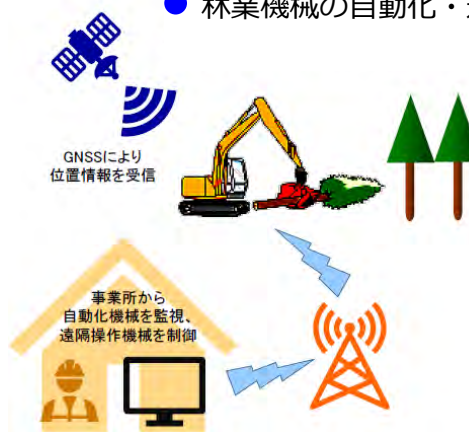 ● 林業機械の自動化・
GNSSにより
位置情報を受信
事業所から
自動化機械を監視、
遠隔操作機械を制御